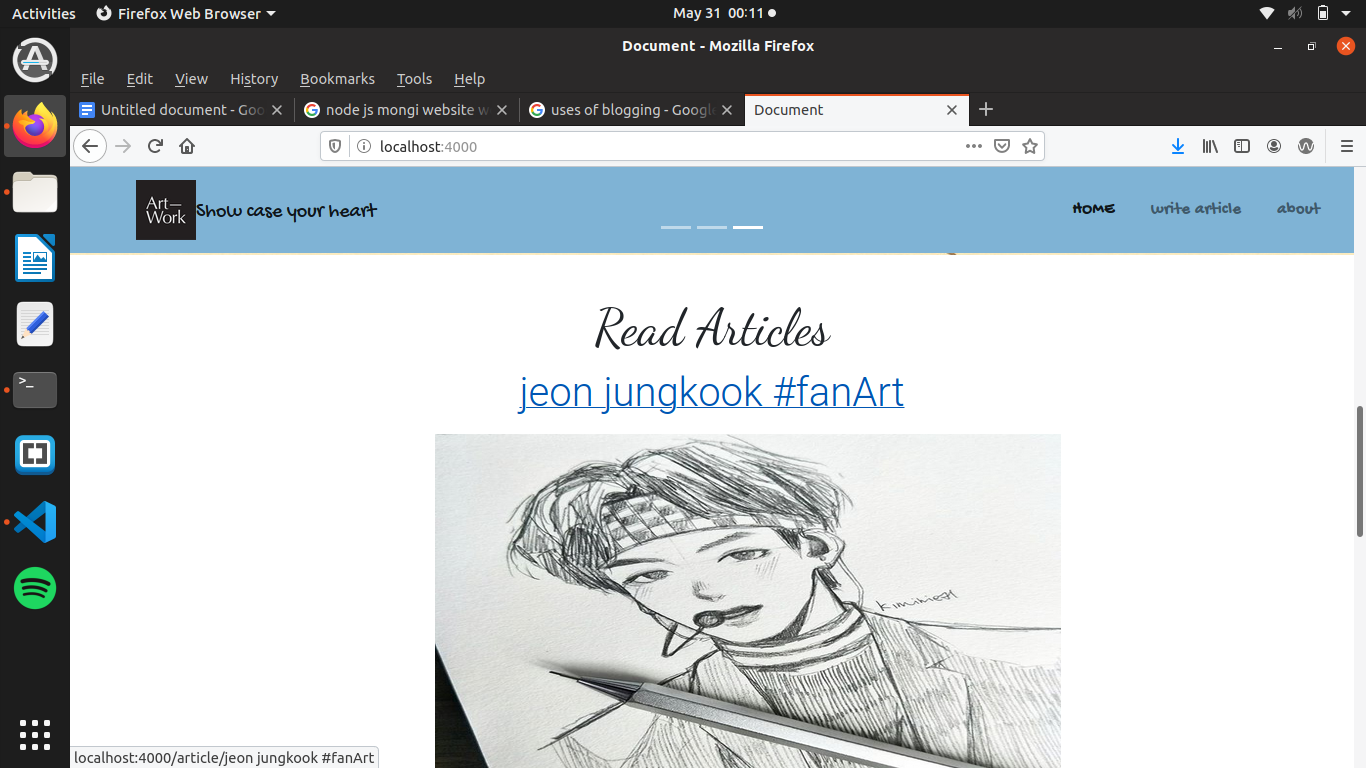 Activities Firefox Web Browser May 31 00:11
Document - Mozilla Firefox
File Edit View History Bookmarks Tools Help
Untitled document - Goo node js mongi website w uses of blogging - Googl Document
localhost:4000
Art—
Work
Show case your heart HOME write article about
Read Articles
jeon jungkook #fanArt
localhost:4000/article/jeon jungkook #fanArt